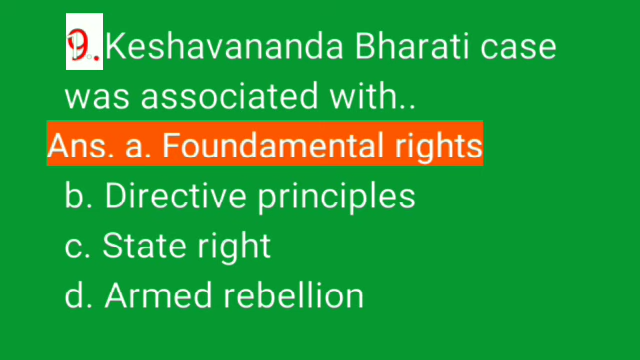 9. Keshavananda Bharati case
was associated with..
Ans. a. Foundamental rights
b. Directive principles
c. State right
d. Armed rebellion